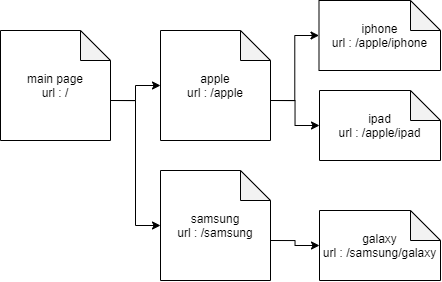 main page
url : /
apple
url : /apple
iphone
url : /apple/iphone
ipad
url : /apple/ipad
samsung
url : /samsung
galaxy
url : /samsung/galaxy